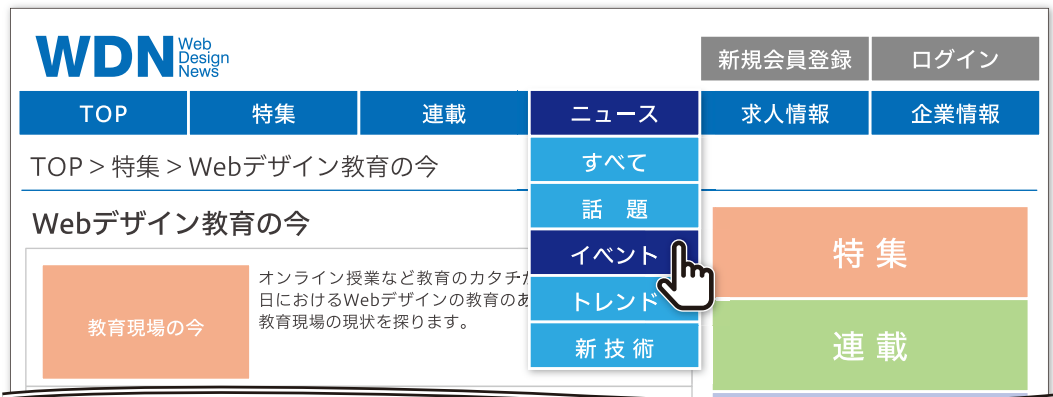 WDN
Web
Design
News
新規会員登録 ログイン
TOP 特集 連載 ニュース 求人情報 企業情報
すべて
話 題
イベント
トレンド
新技術
TOP > 特集 > Webデザイン教育の今
Webデザイン教育の今
教育現場の今
オンライン授業など教育のカタチ
日におけるWebデザインの教育のあ
教育現場の現状を探ります。
特集
連載